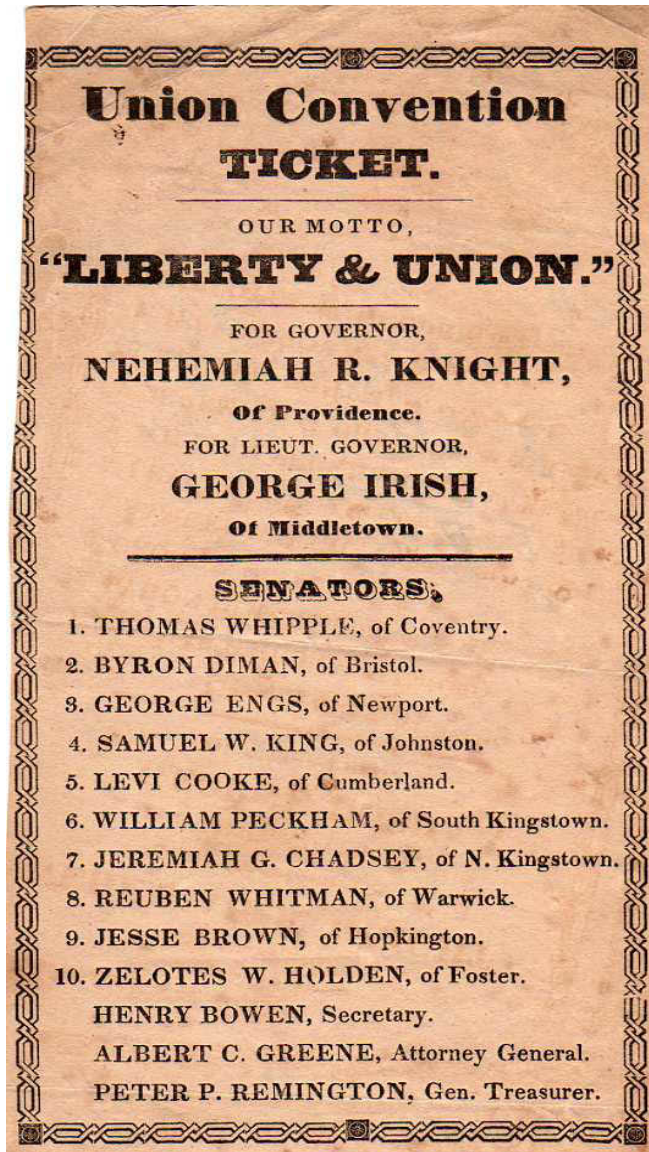 Union Convention
TICKET.
OUR MOTTO,
“LIBERTY & UNION.”
FOR GOVERNOR,
NEHEMIAH R. KNIGHT,
Of Providence.
FOR LIEUT. GOVERNOR,
GEORGE IRISH,
Of Middletown.
SENATORS,
1. THOMAS WHIPPLE, of Coventry.
2. BYRON DIMAN, of Bristol.
3. GEORGE ENGS, of Newport.
4. SAMUEL W. KING, of Johnston.
5. LEVI COOKE, of Cumberland.
6. WILLIAM PECKHAM, of South Kingstown.
7. JEREMIAH G. CHADSEY, of N. Kingstown.
8. REUBEN WHITMAN, of Warwick.
9. JESSE BROWN, of Hopkington.
10. ZELOTES W. HOLDEN, of Foster.
HENRY BOWEN, Secretary.
ALBERT C. GREENE, Attorney General.
PETER P. REMINGTON, Gen. Treasurer.